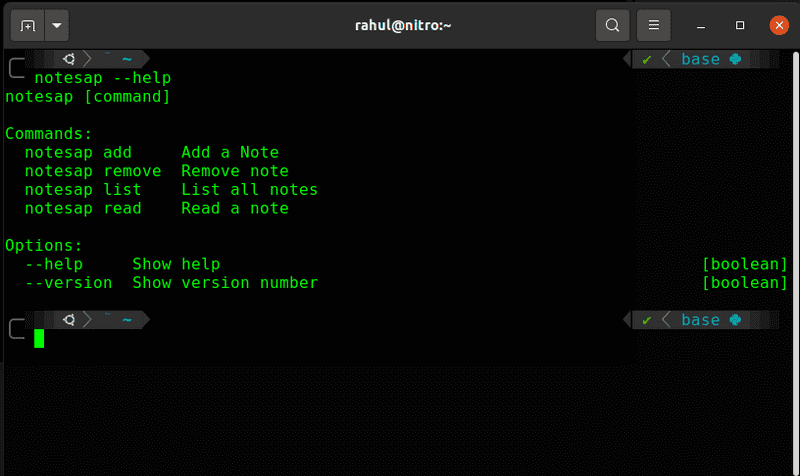 rahul@nitro:~
~ ✔ base
notesap --help
notesap [command]
Commands:
notesap add Add a Note
notesap remove Remove note
notesap list List all notes
notesap read Read a note
Options:
--help Show help [boolean]
--version Show version number [boolean]
~ ✔ base